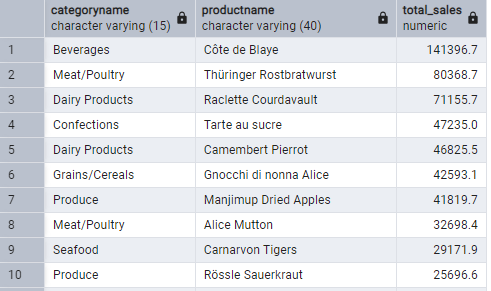 categoryname productname total_sales
character varying (15) character varying (40) numeric
1 Beverages Côte de Blaye 141396.7
2 Meat/Poultry Thüringer Rostbratwurst 80368.7
3 Dairy Products Raclette Courdavault 71155.7
4 Confections Tarte au sucre 47235.0
5 Dairy Products Camembert Pierrot 46825.5
6 Grains/Cereals Gnocchi di nonna Alice 42593.1
7 Produce Manjimup Dried Apples 41819.7
8 Meat/Poultry Alice Mutton 32698.4
9 Seafood Carnarvon Tigers 29171.9
10 Produce Rössle Sauerkraut 25696.6